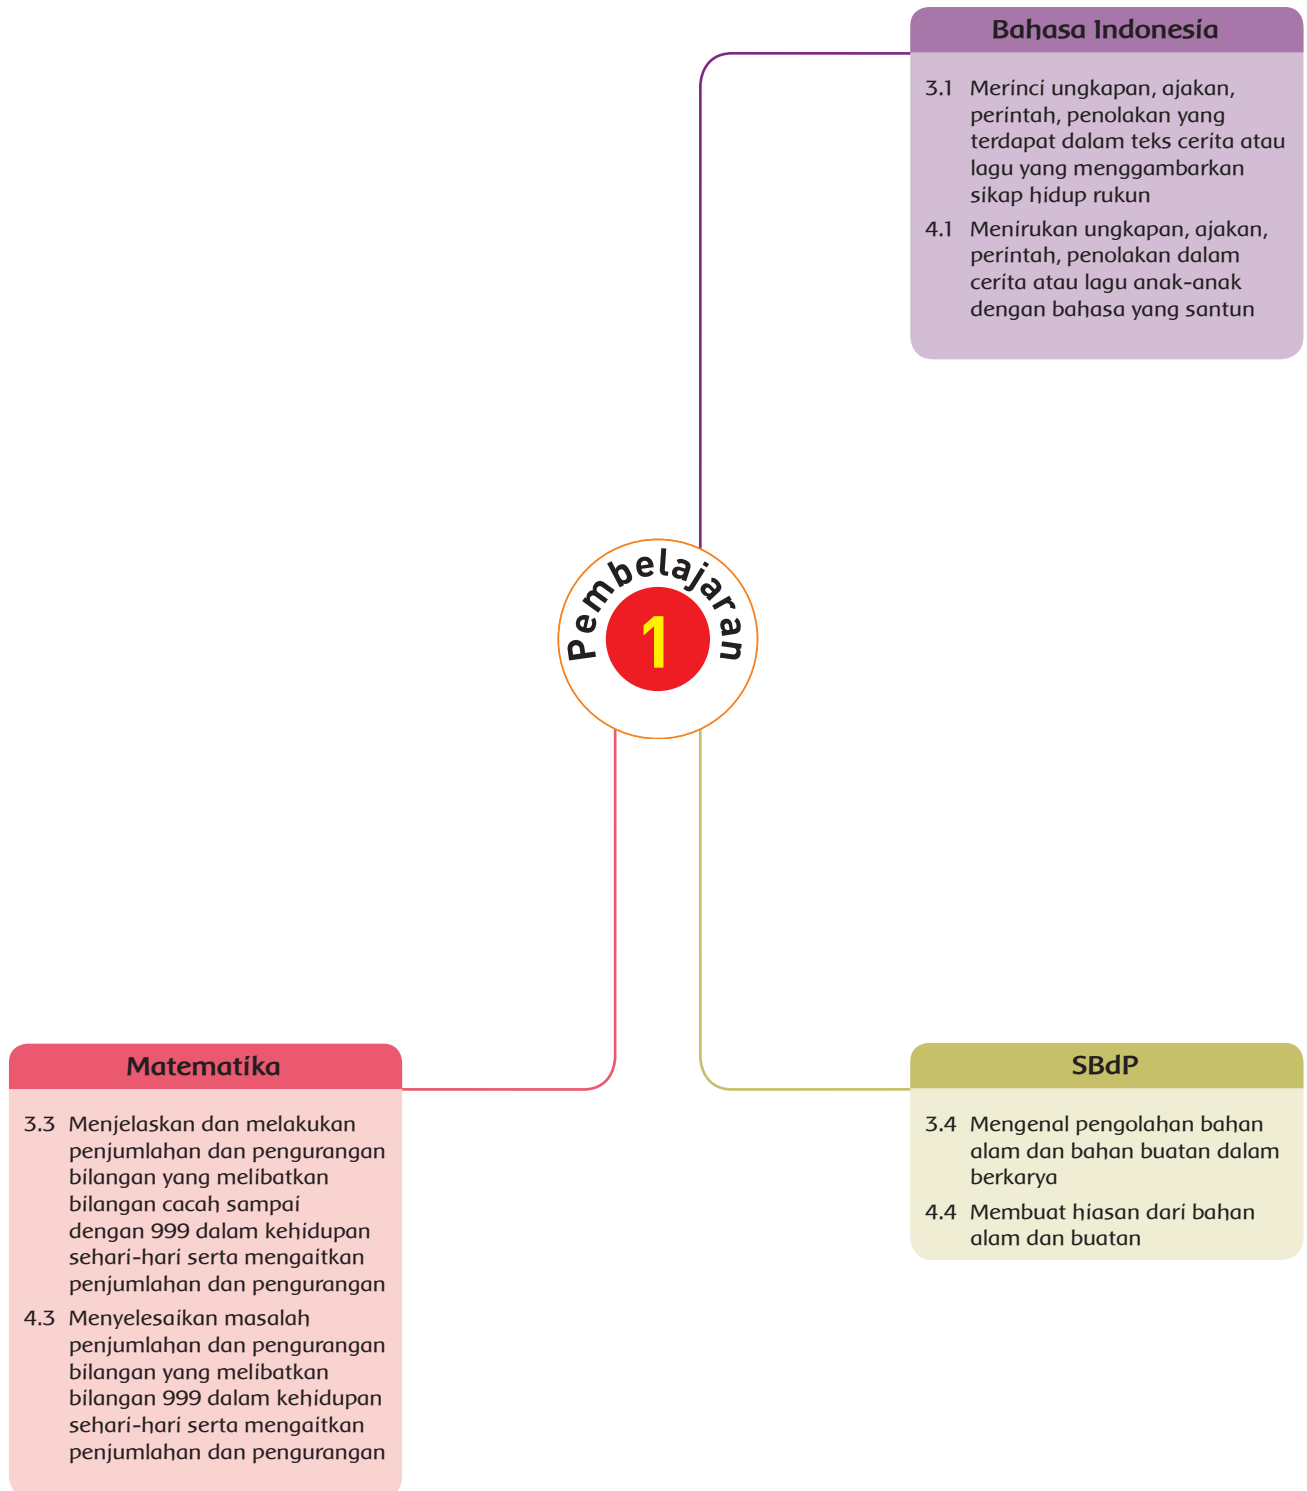 Bahasa Indonesia
3.1 Merinci ungkapan, ajakan,
perintah, penolakan yang
terdapat dalam teks cerita atau
lagu yang menggambarkan
sikap hidup rukun
4.1 Menirukan ungkapan, ajakan,
perintah, penolakan dalam
cerita atau lagu anak-anak
dengan bahasa yang santun
Pembelajaran
1
Matematika
3.3 Menjelaskan dan melakukan
penjumlahan dan pengurangan
bilangan yang melibatkan
bilangan cacah sampai
dengan 999 dalam kehidupan
sehari-hari serta mengaitkan
penjumlahan dan pengurangan
4.3 Menyelesaikan masalah
penjumlahan dan pengurangan
bilangan yang melibatkan
bilangan 999 dalam kehidupan
sehari-hari serta mengaitkan
penjumlahan dan pengurangan
SBdP
3.4 Mengenal pengolahan bahan
alam dan bahan buatan dalam
berkarya
4.4 Membuat hiasan dari bahan
alam dan buatan